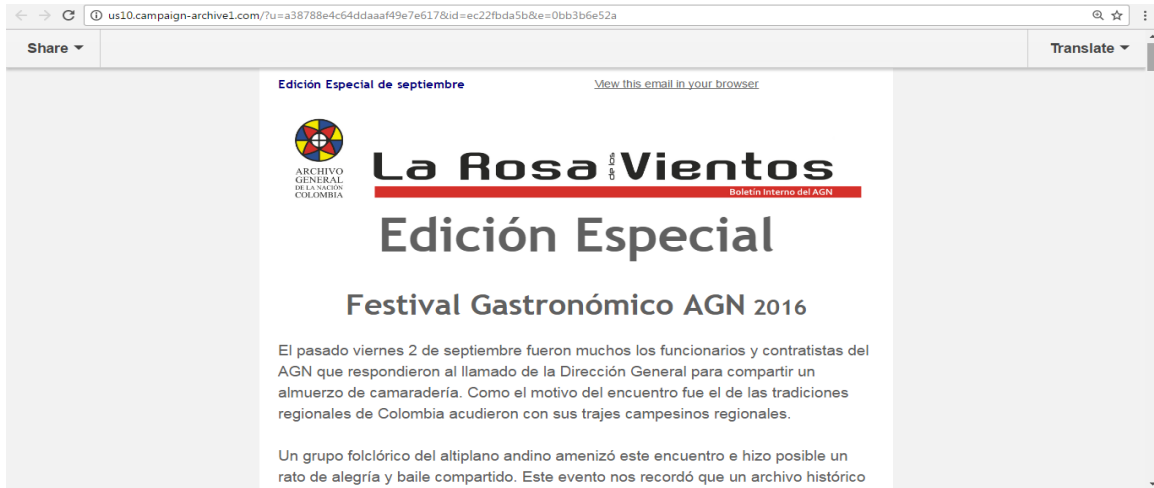 us10.campaign-archive1.com/?u=a38788e4c64ddaaaf49e7e617&id=ec22fbda5b&e=0bb3b6e52a
Share Translate
Edición Especial de septiembre View this email in your browser
ARCHIVO
GENERAL
DE LA NACIÓN
COLOMBIA
La Rosa de los Vientos
Boletín Interno del AGN
Edición Especial
Festival Gastronómico AGN 2016
El pasado viernes 2 de septiembre fueron muchos los funcionarios y contratistas del
AGN que respondieron al llamado de la Dirección General para compartir un
almuerzo de camaradería. Como el motivo del encuentro fue el de las tradiciones
regionales de Colombia acudieron con sus trajes campesinos regionales.
Un grupo folclórico del altiplano andino amenizó este encuentro e hizo posible un
rato de alegría y baile compartido. Este evento nos recordó que un archivo histórico